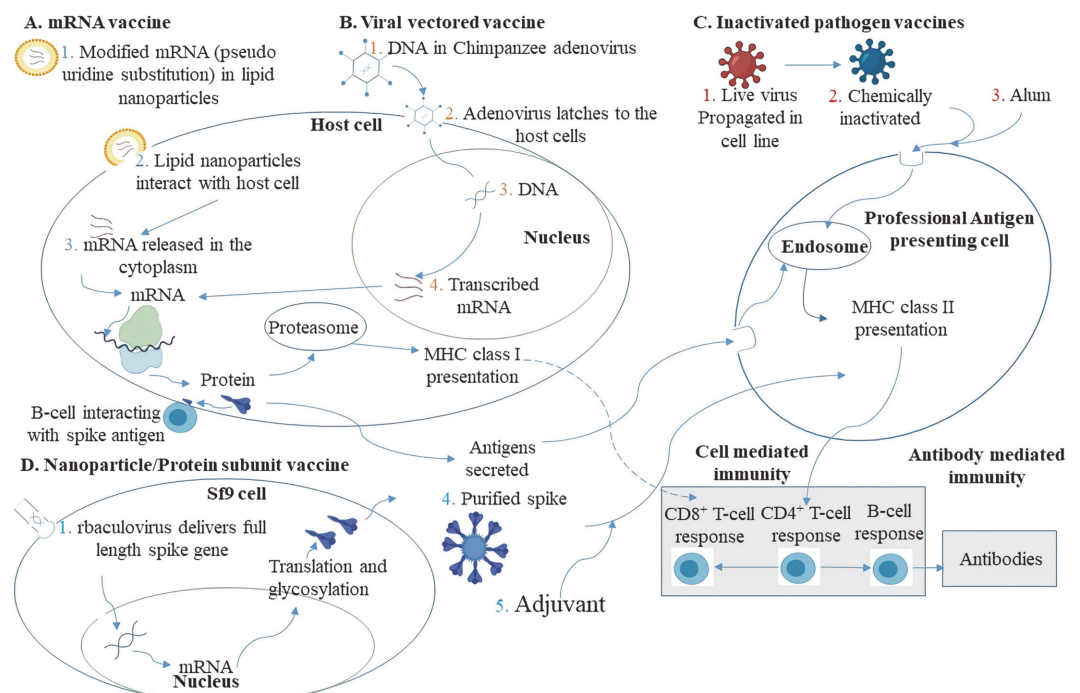 A. mRNA vaccine
1. Modified mRNA (pseudo
uridine substitution) in lipid
nanoparticles
Host cell
2. Lipid nanoparticles
interact with host cell
3. mRNA released in the
cytoplasm
mRNA
Protein
Proteasome
MHC class I
presentation
B-cell interacting
with spike antigen
Antigens
secreted
B. Viral vectored vaccine
1. DNA in Chimpanzee adenovirus
2. Adenovirus latches to the
host cells
3. DNA
Nucleus
4. Transcribed
mRNA
C. Inactivated pathogen vaccines
1. Live virus
Propagated in
cell line
2. Chemically
inactivated
3. Alum
Professional Antigen
presenting cell
Endosome
MHC class II
presentation
D. Nanoparticle/Protein subunit vaccine
Sf9 cell
1. rbaculovirus delivers full
length spike gene
mRNA
Nucleus
Translation and
glycosylation
4. Purified spike
5. Adjuvant
Cell mediated
immunity
Antibody mediated
immunity
CD8+ T-cell
response
CD4+ T-cell
response
B-cell
response
Antibodies